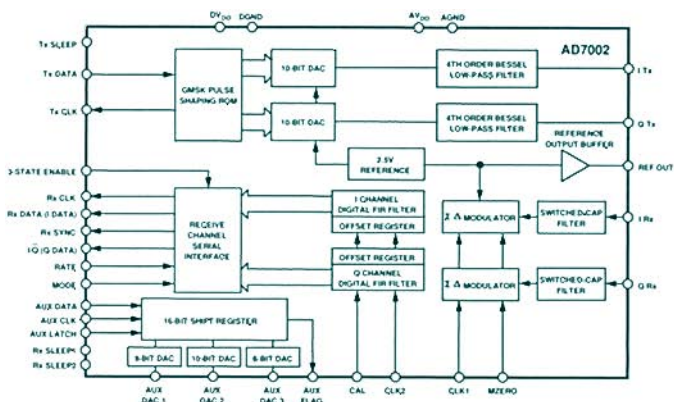 DVDD
DGND
AVDD
AGND
AD7002
Tx SLEEP
Tx DATA
Tx CLK
GMSK PULSE
SHAPING ROM
10-BIT DAC
4TH ORDER BESSEL
LOW-PASS FILTER
I Tx
10-BIT DAC
4TH ORDER BESSEL
LOW-PASS FILTER
Q Tx
REFERENCE
OUTPUT BUFFER
2.5V
REFERENCE
REF OUT
3-STATE ENABLE
Rx CLK
Rx DATA (I DATA)
Rx SYNC
I/Q (Q DATA)
RATE
MODE
RECEIVE
CHANNEL
SERIAL
INTERFACE
I CHANNEL
DIGITAL FIR FILTER
OFFSET REGISTER
OFFSET REGISTER
Q CHANNEL
DIGITAL FIR FILTER
Σ Δ MODULATOR
SWITCHED-CAP
FILTER
I Rx
Σ Δ MODULATOR
SWITCHED-CAP
FILTER
Q Rx
AUX DATA
AUX CLK
AUX LATCH
Rx SLEEP1
Rx SLEEP2
16-BIT SHIFT REGISTER
9-BIT DAC
10-BIT DAC
8-BIT DAC
AUX
DAC 1
AUX
DAC 2
AUX
DAC 3
AUX
FLAG
CAL
CLK2
CLK1
MZERO